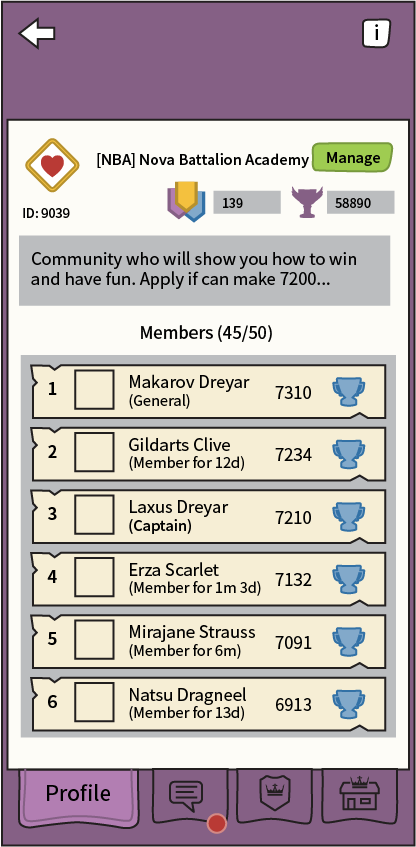 i
[NBA] Nova Battalion Academy
Manage
ID: 9039
139
58890
Community who will show you how to win
and have fun. Apply if can make 7200...
Members (45/50)
1
Makarov Dreyar
(General)
7310
2
Gildarts Clive
(Member for 12d)
7234
3
Laxus Dreyar
(Captain)
7210
4
Erza Scarlet
(Member for 1m 3d)
7132
5
Mirajane Strauss
(Member for 6m)
7091
6
Natsu Dragneel
(Member for 13d)
6913
Profile